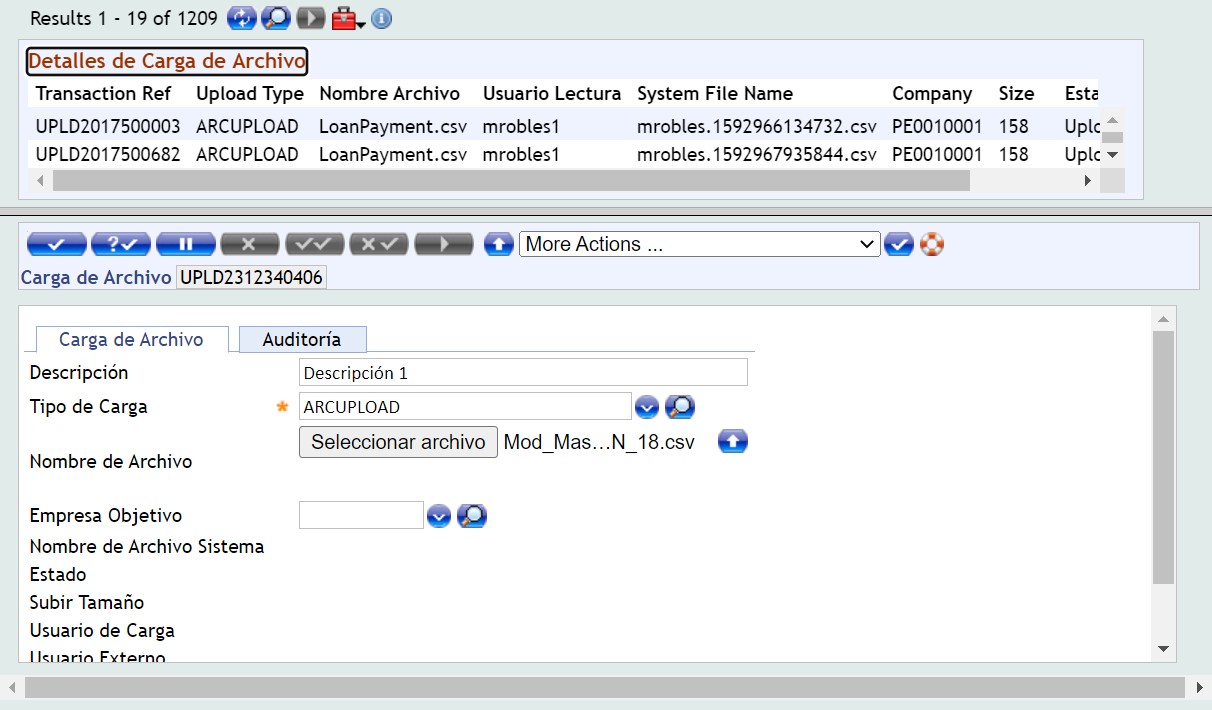 Results 1 - 19 of 1209
Detalles de Carga de Archivo
Transaction Ref Upload Type Nombre Archivo Usuario Lectura System File Name Company Size Esta
UPLD2017500003 ARCUPLOAD LoanPayment.csv mrobles1 mrobles.1592966134732.csv PE0010001 158 Uplo
UPLD2017500682 ARCUPLOAD LoanPayment.csv mrobles1 mrobles.1592967935844.csv PE0010001 158 Uplo
More Actions ...
Carga de Archivo UPLD2312340406
Carga de Archivo Auditoría
Descripción Descripción 1
Tipo de Carga * ARCUPLOAD
Seleccionar archivo Mod_Mas...N_18.csv
Nombre de Archivo
Empresa Objetivo
Nombre de Archivo Sistema
Estado
Subir Tamaño
Usuario de Carga
Usuario Externo